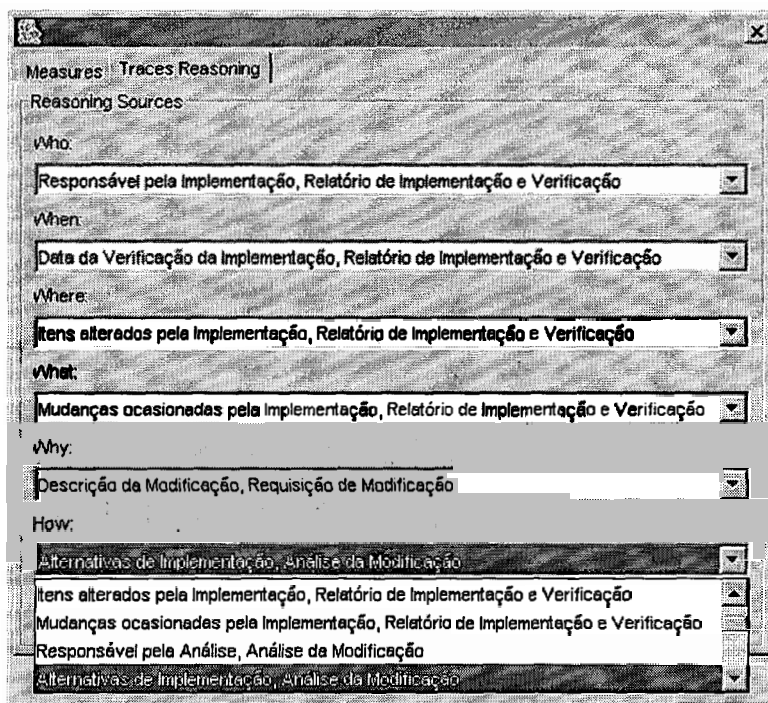 Measures Traces Reasoning
Reasoning Sources
Who:
Responsável pela Implementação, Relatório de Implementação e Verificação
When:
Data da Verificação da Implementação, Relatório de Implementação e Verificação
Where:
Itens alterados pela Implementação, Relatório de Implementação e Verificação
What:
Mudanças ocasionadas pela Implementação, Relatório de Implementação e Verificação
Why:
Descrição da Modificação, Requisição de Modificação
How:
Alternativas de Implementação, Análise da Modificação
Itens alterados pela Implementação, Relatório de Implementação e Verificação
Mudanças ocasionadas pela Implementação, Relatório de Implementação e Verificação
Responsável pela Análise, Análise da Modificação
Alternativas de Implementação, Análise da Modificação